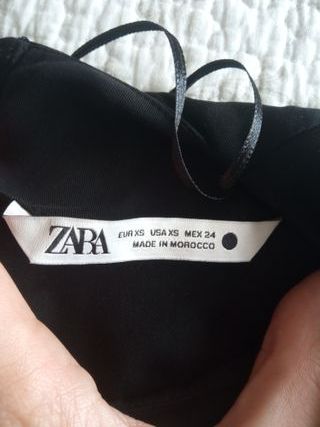 ZARA
EUR XS USA XS MEX 24
MADE IN MOROCCO